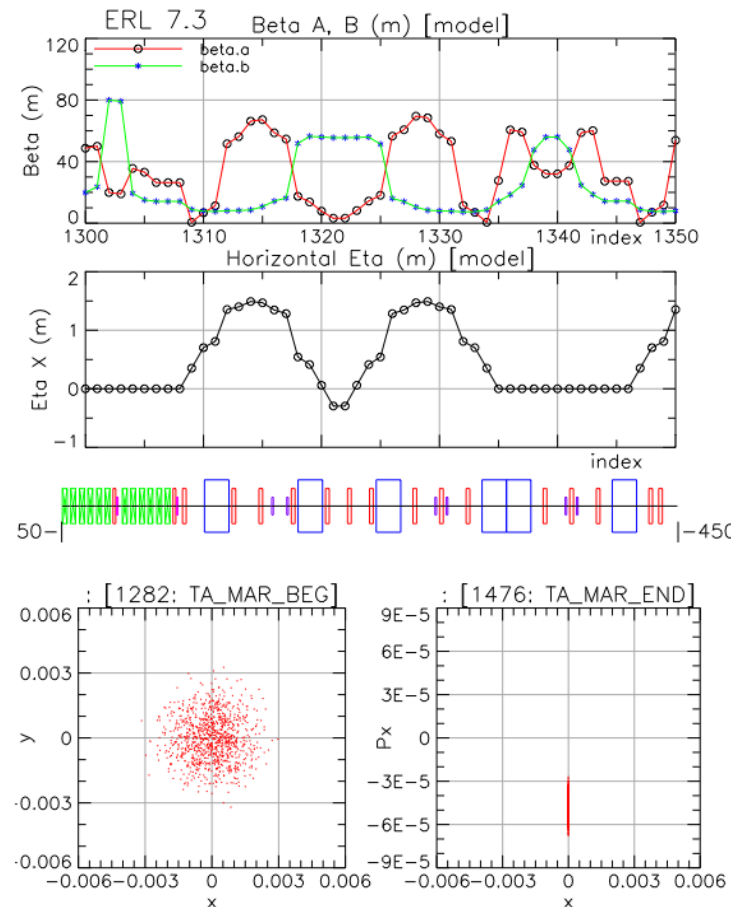 ERL 7.3
Beta A, B (m) [model]
beta.a
beta.b
Beta (m)
120
80
40
0
1300 1310 1320 1330 1340 1350
index
Horizontal Eta (m) [model]
Eta X (m)
2
1
0
-1
index
50- -450
: [1282: TA_MAR_BEG]
0.006
0.003
0
-0.003
-0.006
y
-0.006 -0.003 0 0.003 0.006
x
: [1476: TA_MAR_END]
9E-5
6E-5
3E-5
0
-3E-5
-6E-5
-9E-5
Px
-0.006 -0.003 0 0.003 0.006
x